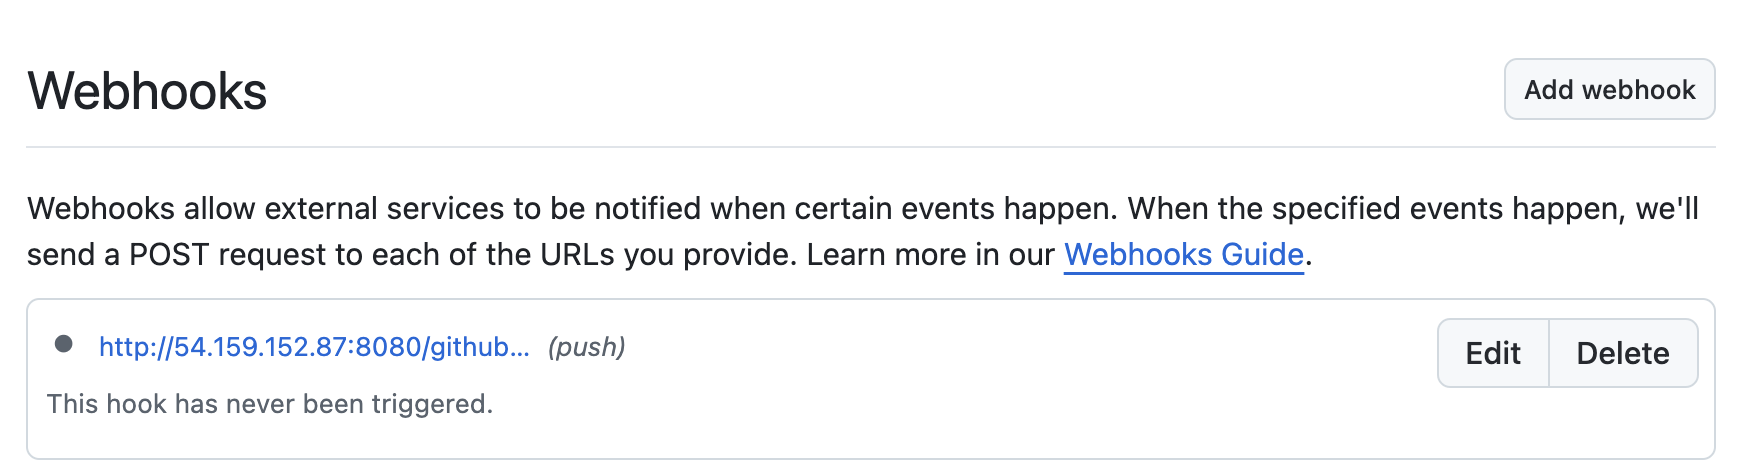 Webhooks
Add webhook
Webhooks allow external services to be notified when certain events happen. When the specified events happen, we'll
send a POST request to each of the URLs you provide. Learn more in our Webhooks Guide.
http://54.159.152.87:8080/github... (push)
Edit
Delete
This hook has never been triggered.